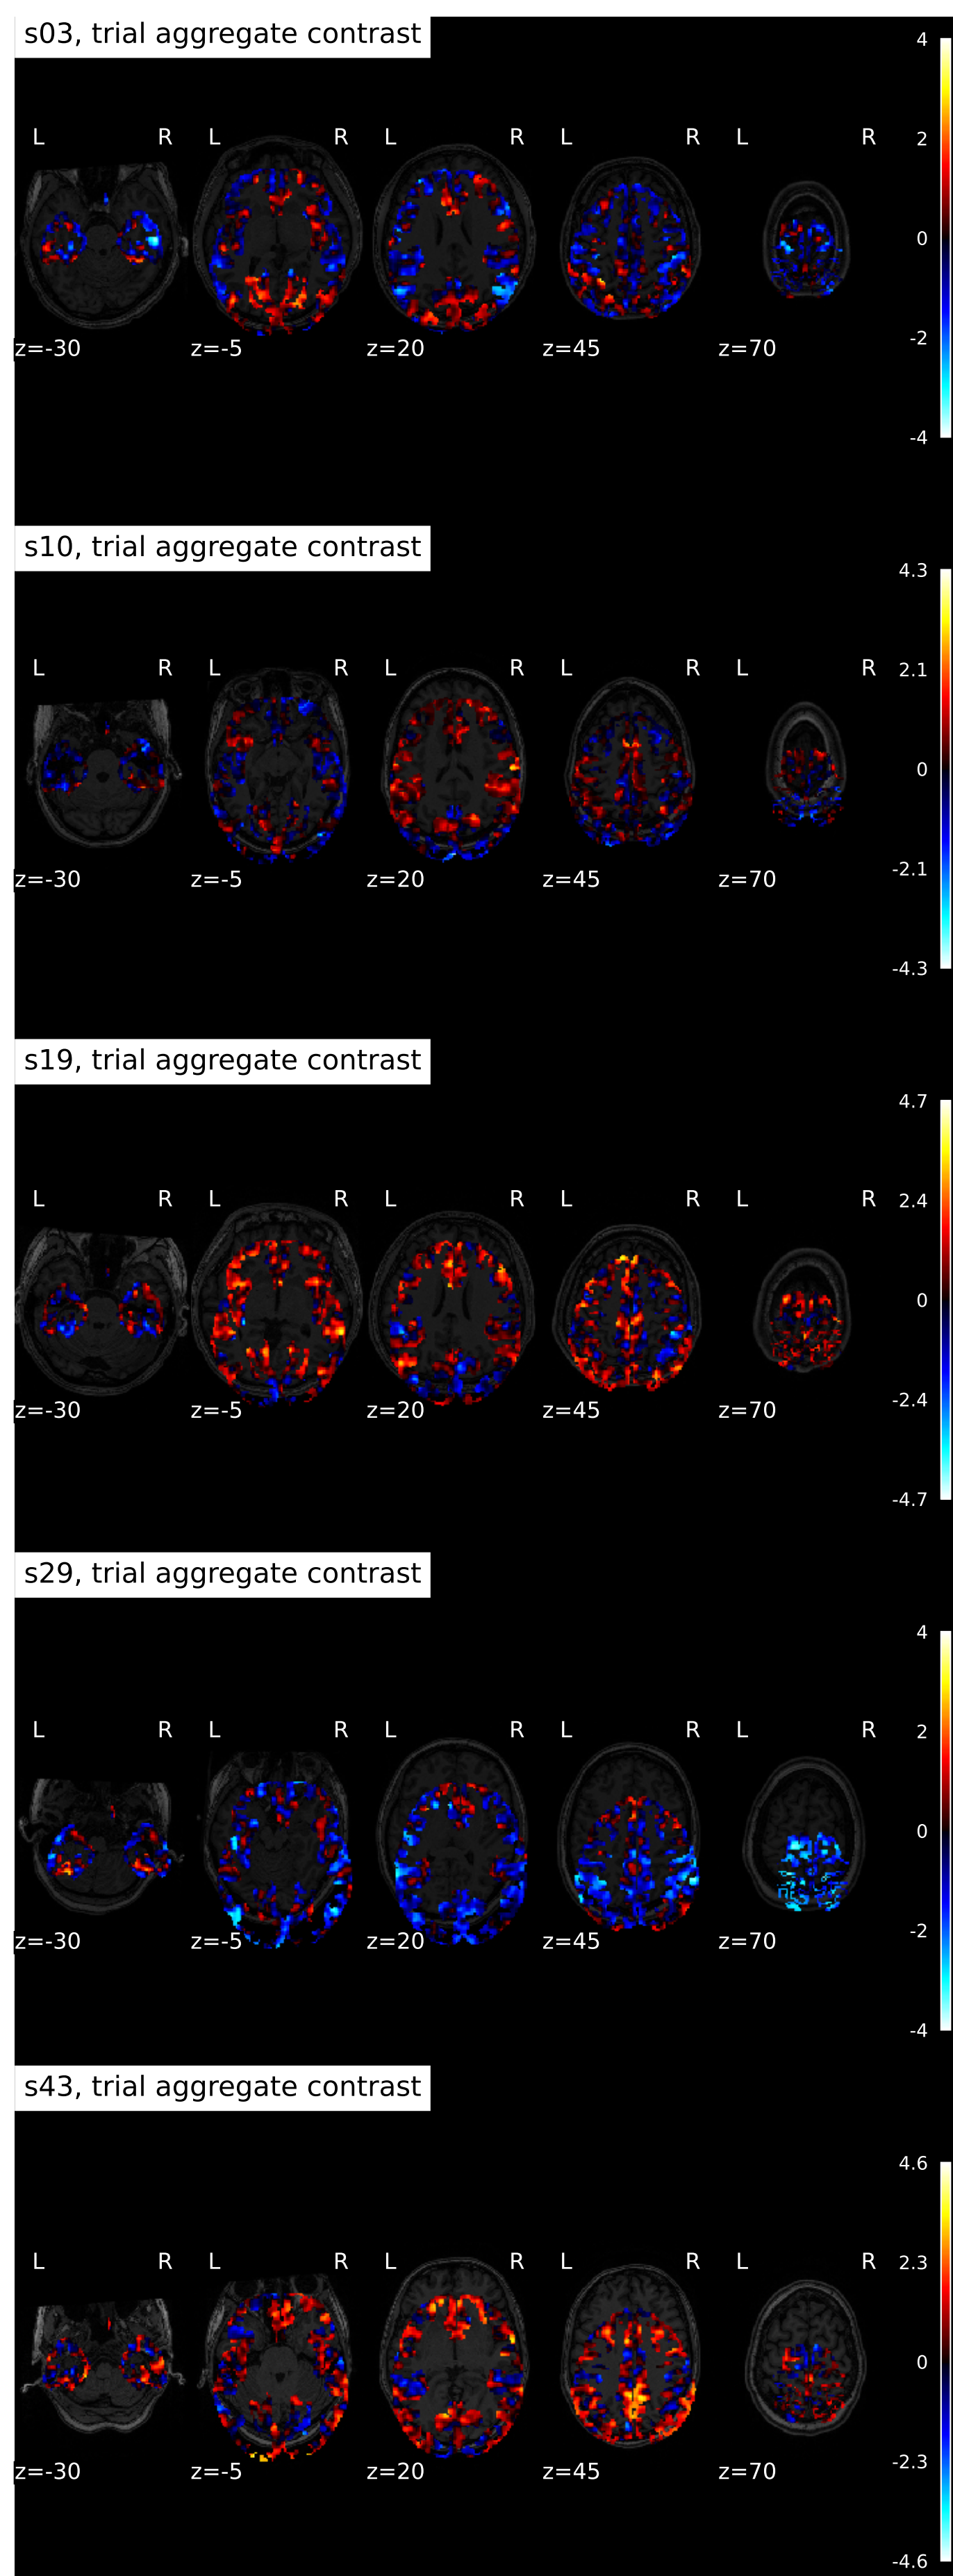 s03, trial aggregate contrast
4
L R L R L R L R L R
2
0
-2
z=-30 z=-5 z=20 z=45 z=70
-4
s10, trial aggregate contrast
4.3
L R L R L R L R L R
2.1
0
-2.1
z=-30 z=-5 z=20 z=45 z=70
-4.3
s19, trial aggregate contrast
4.7
L R L R L R L R L R
2.4
0
-2.4
z=-30 z=-5 z=20 z=45 z=70
-4.7
s29, trial aggregate contrast
4
L R L R L R L R L R
2
0
-2
z=-30 z=-5 z=20 z=45 z=70
-4
s43, trial aggregate contrast
4.6
L R L R L R L R L R
2.3
0
-2.3
z=-30 z=-5 z=20 z=45 z=70
-4.6